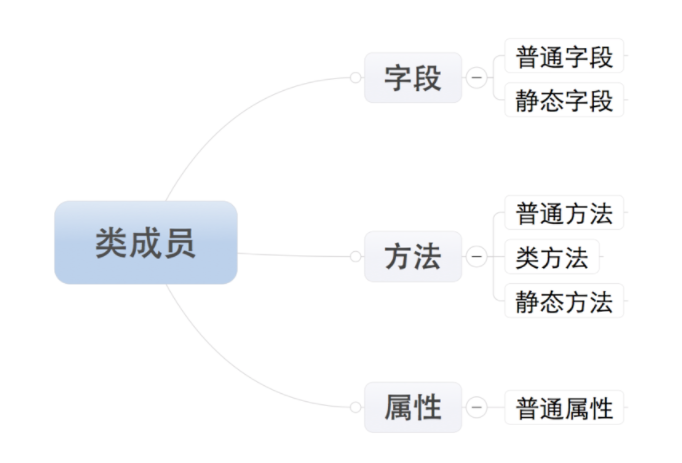 字段
普通字段
静态字段
类成员
方法
普通方法
类方法
静态方法
属性
普通属性